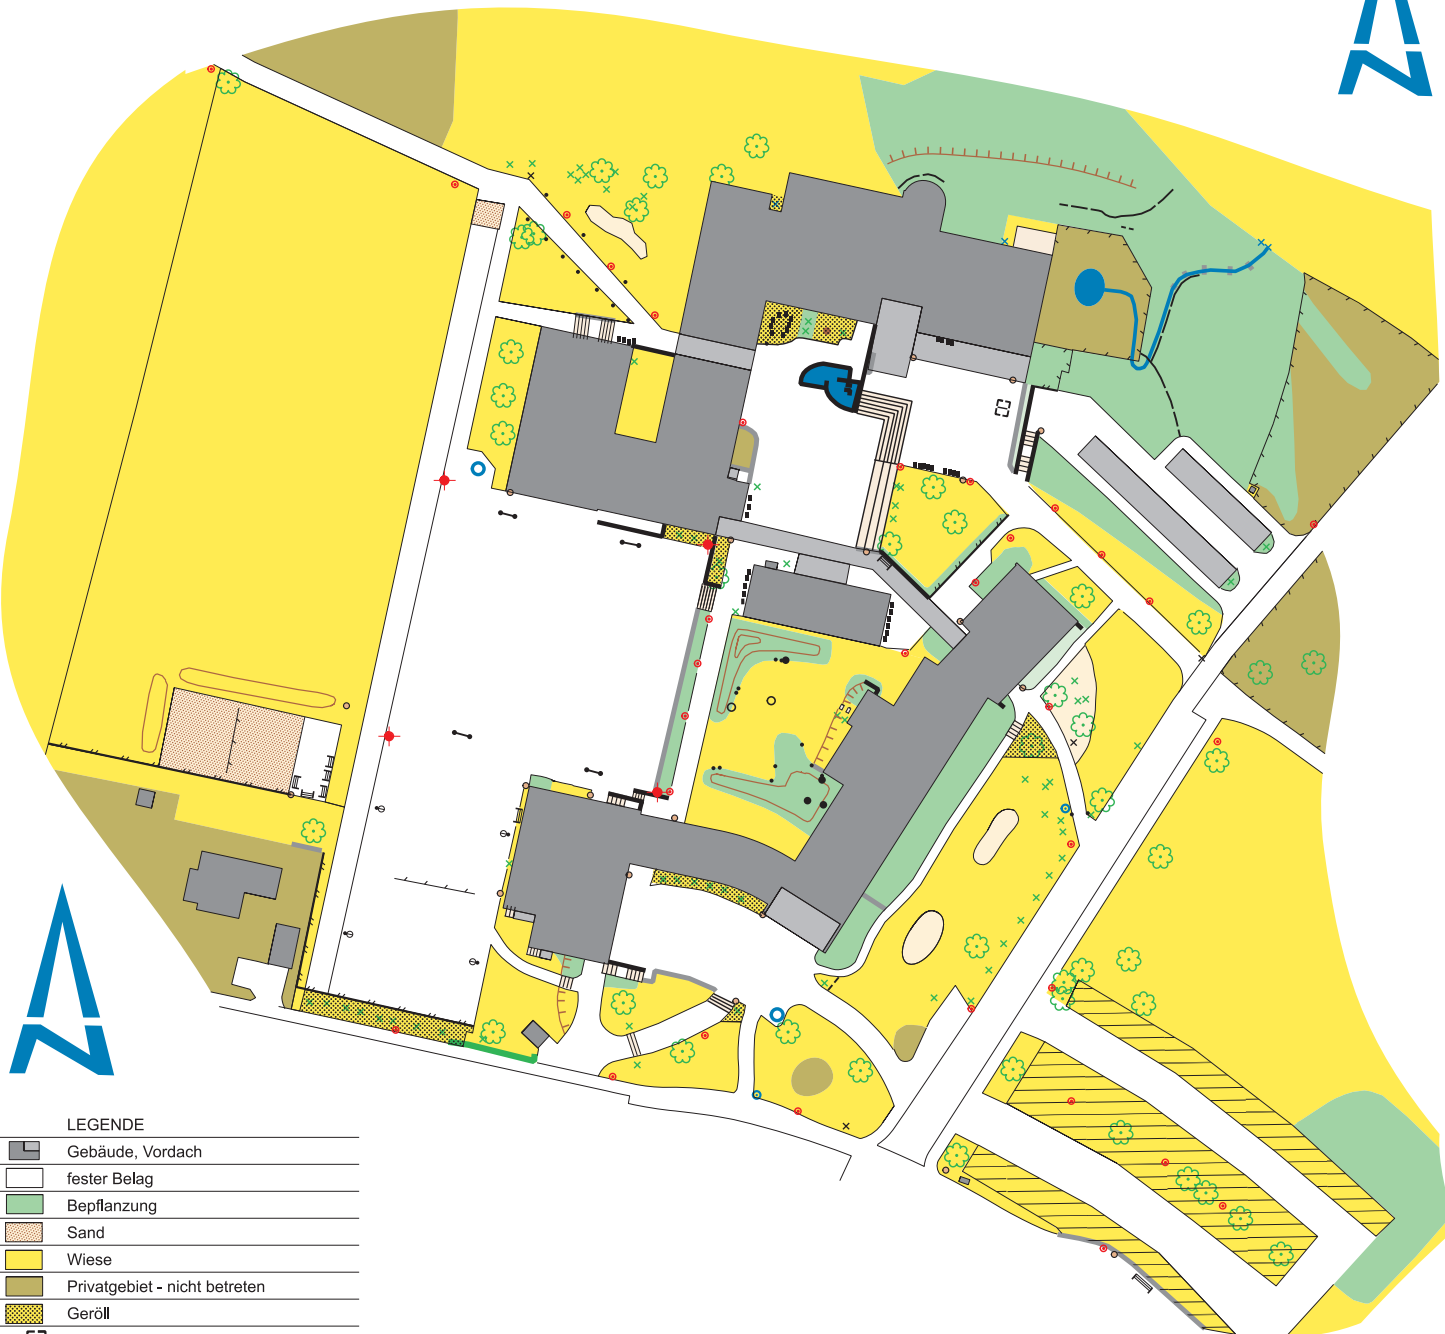 LEGENDE
Gebäude, Vordach
fester Belag
Bepflanzung
Sand
Wiese
Privatgebiet - nicht betreten
Geröll